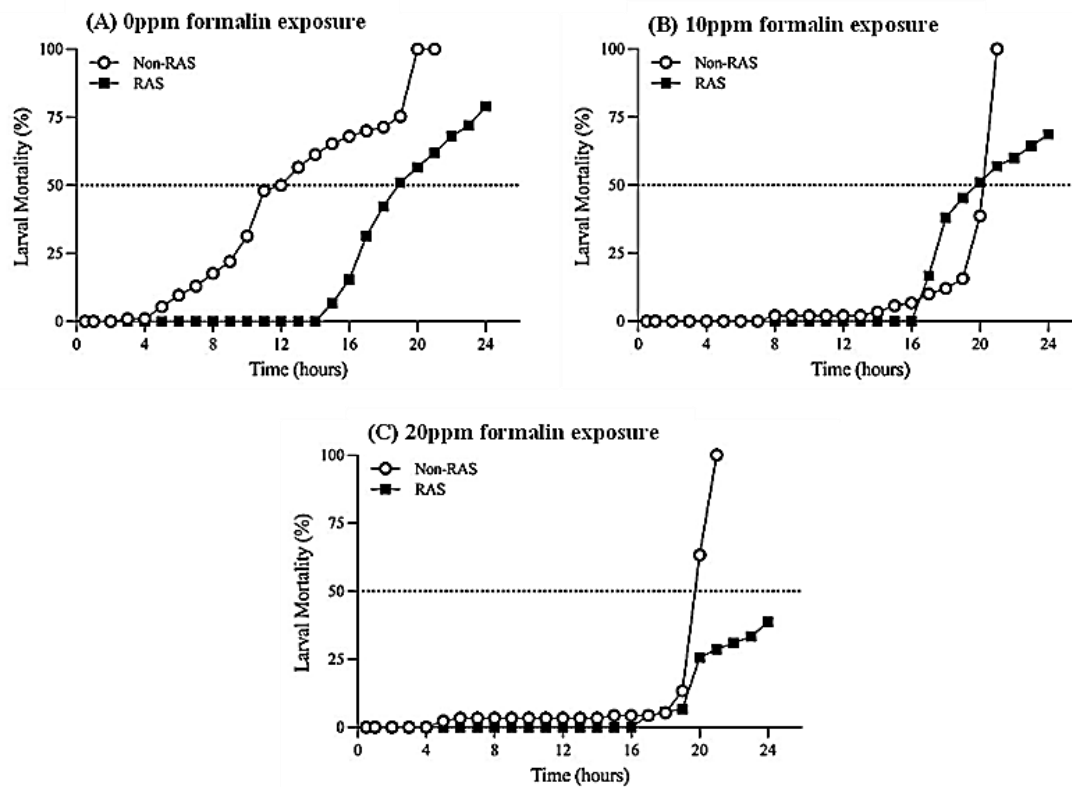 (A) 0ppm formalin exposure
100
75
50
25
0
Larval Mortality (%)
Non-RAS
RAS
0 4 8 12 16 20 24
Time (hours)
(B) 10ppm formalin exposure
100
75
50
25
0
Larval Mortality (%)
Non-RAS
RAS
0 4 8 12 16 20 24
Time (hours)
(C) 20ppm formalin exposure
100
75
50
25
0
Larval Mortality (%)
Non-RAS
RAS
0 4 8 12 16 20 24
Time (hours)